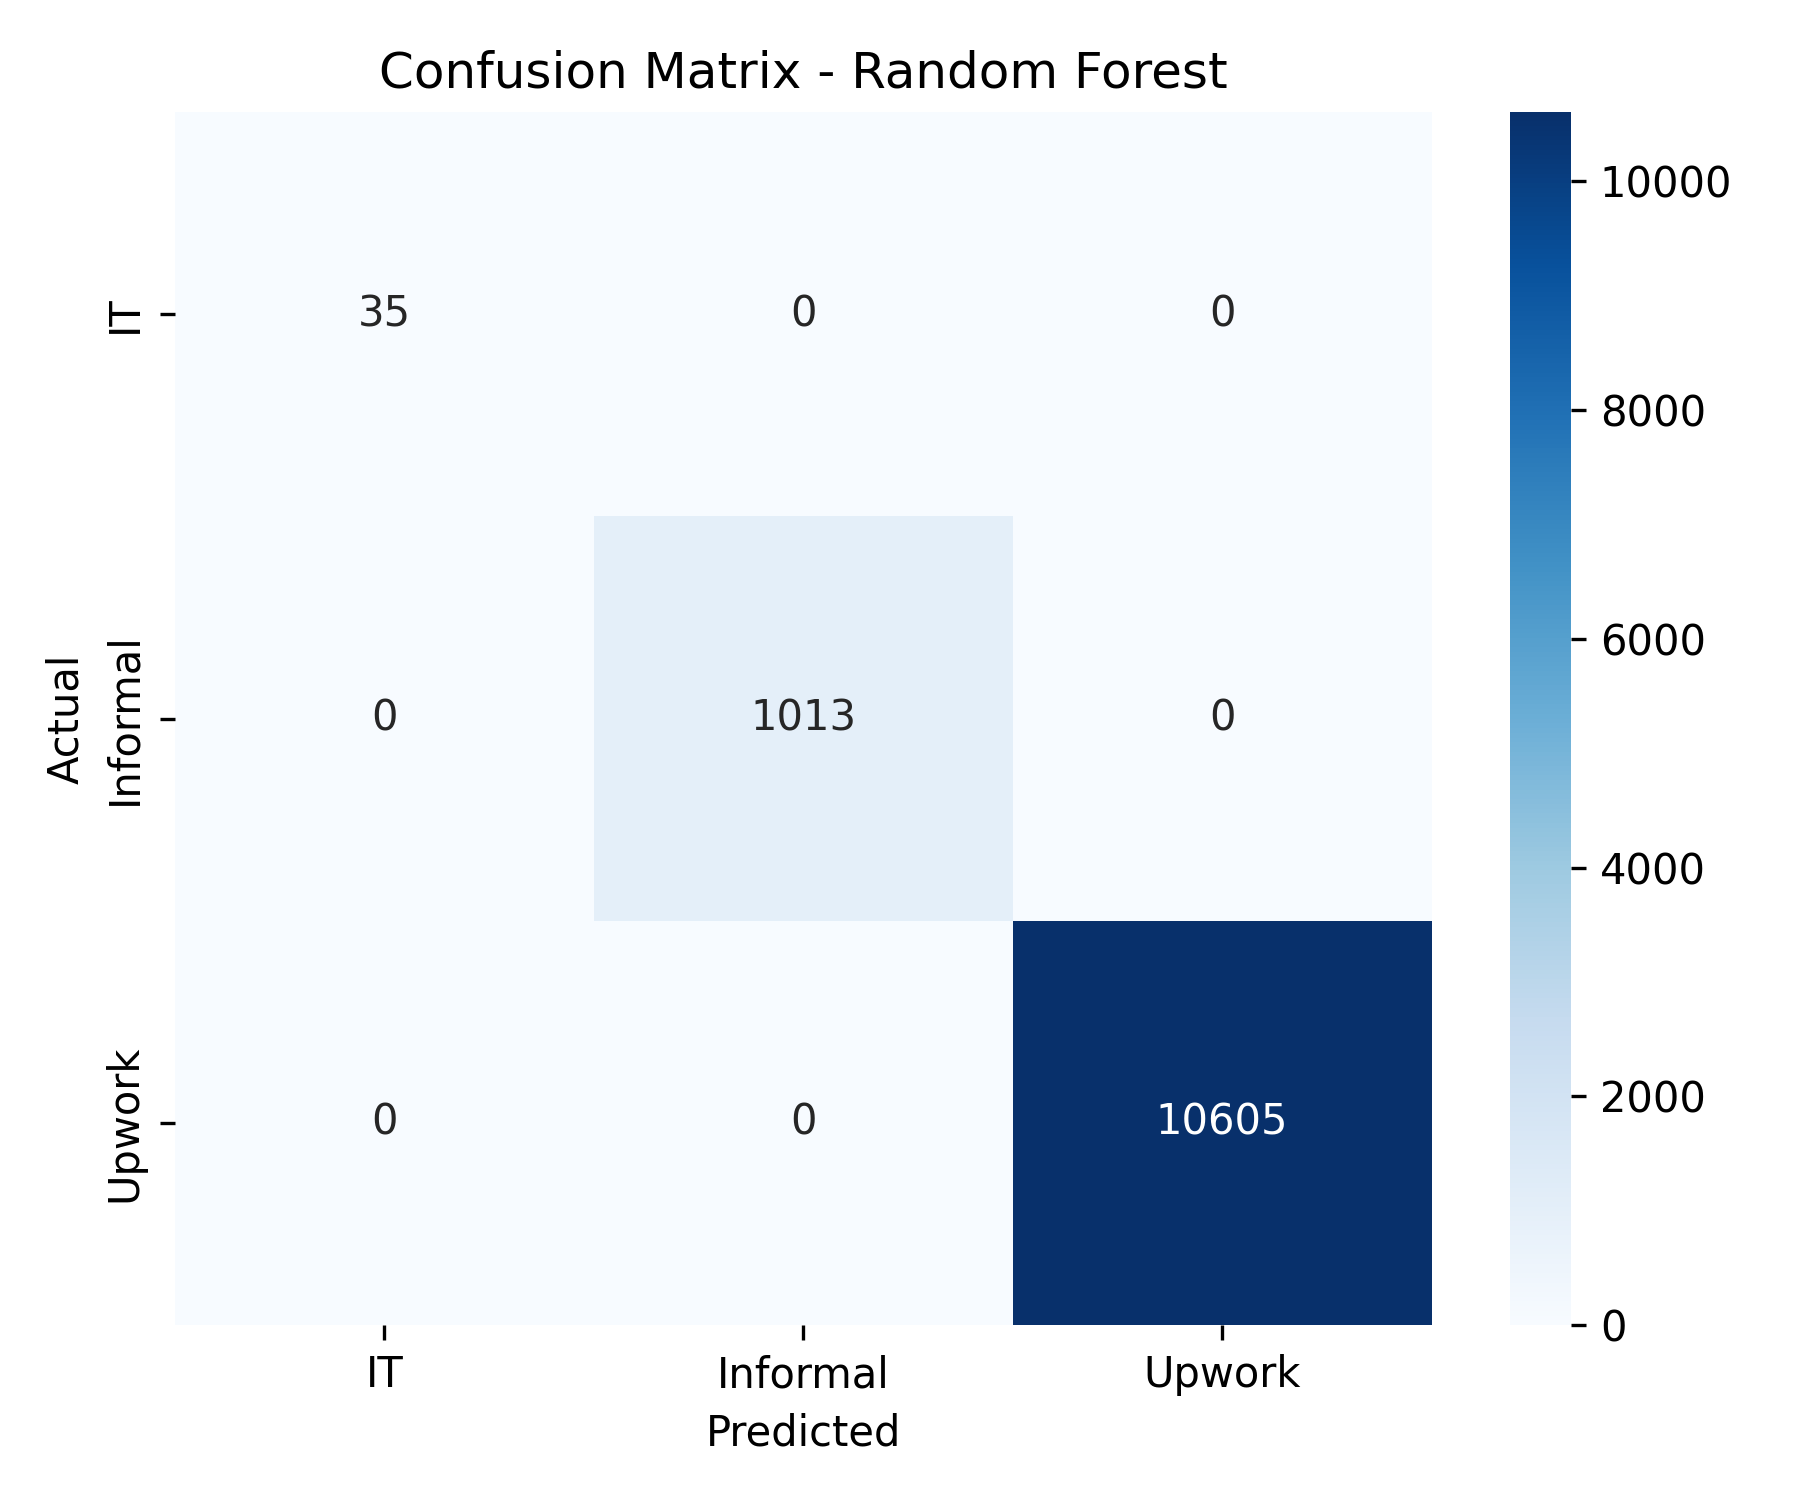 Confusion Matrix - Random Forest
IT
35 0 0
Informal
0 1013 0
Upwork
0 0 10605
Actual
IT Informal Upwork
Predicted
10000
8000
6000
4000
2000
0